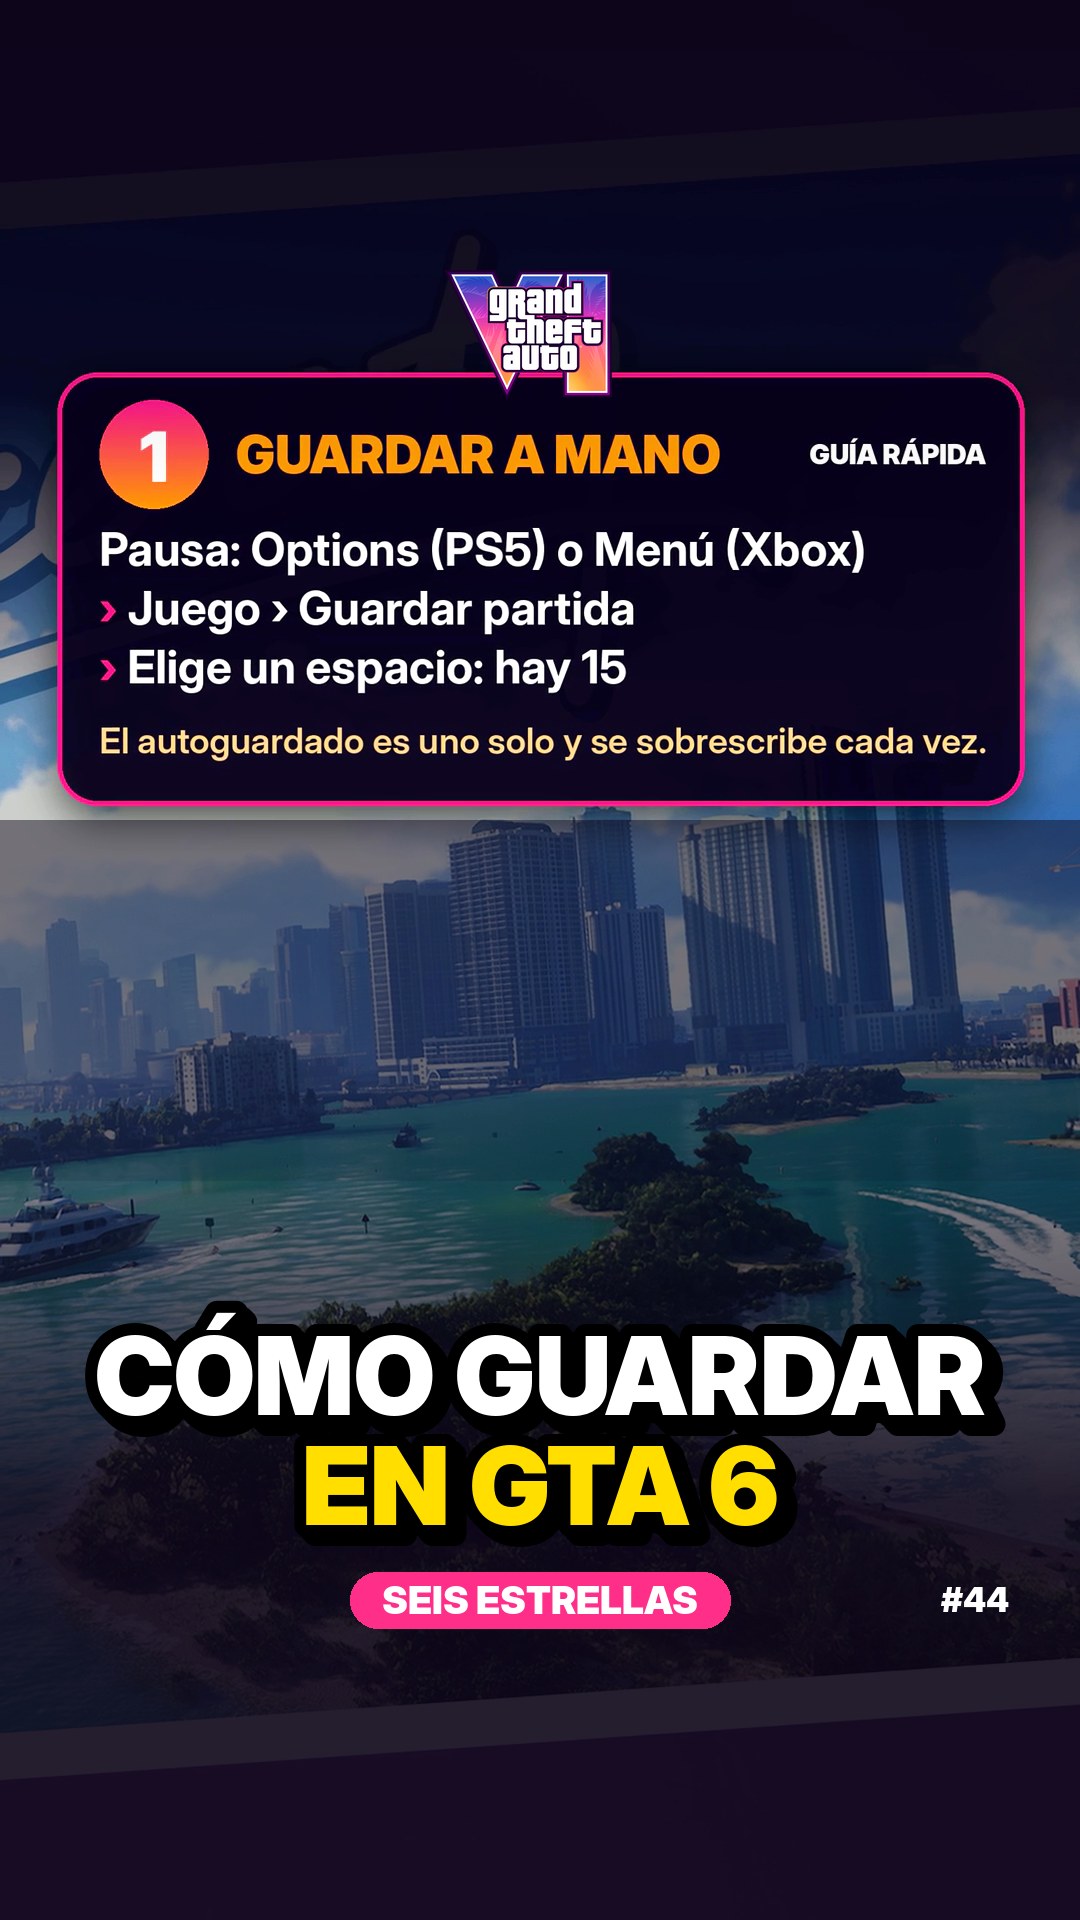 grand
theft
auto
1
GUARDAR A MANO
GUÍA RÁPIDA
Pausa: Options (PS5) o Menú (Xbox)
› Juego › Guardar partida
› Elige un espacio: hay 15
El autoguardado es uno solo y se sobrescribe cada vez.
CÓMO GUARDAR
EN GTA 6
SEIS ESTRELLAS
#44